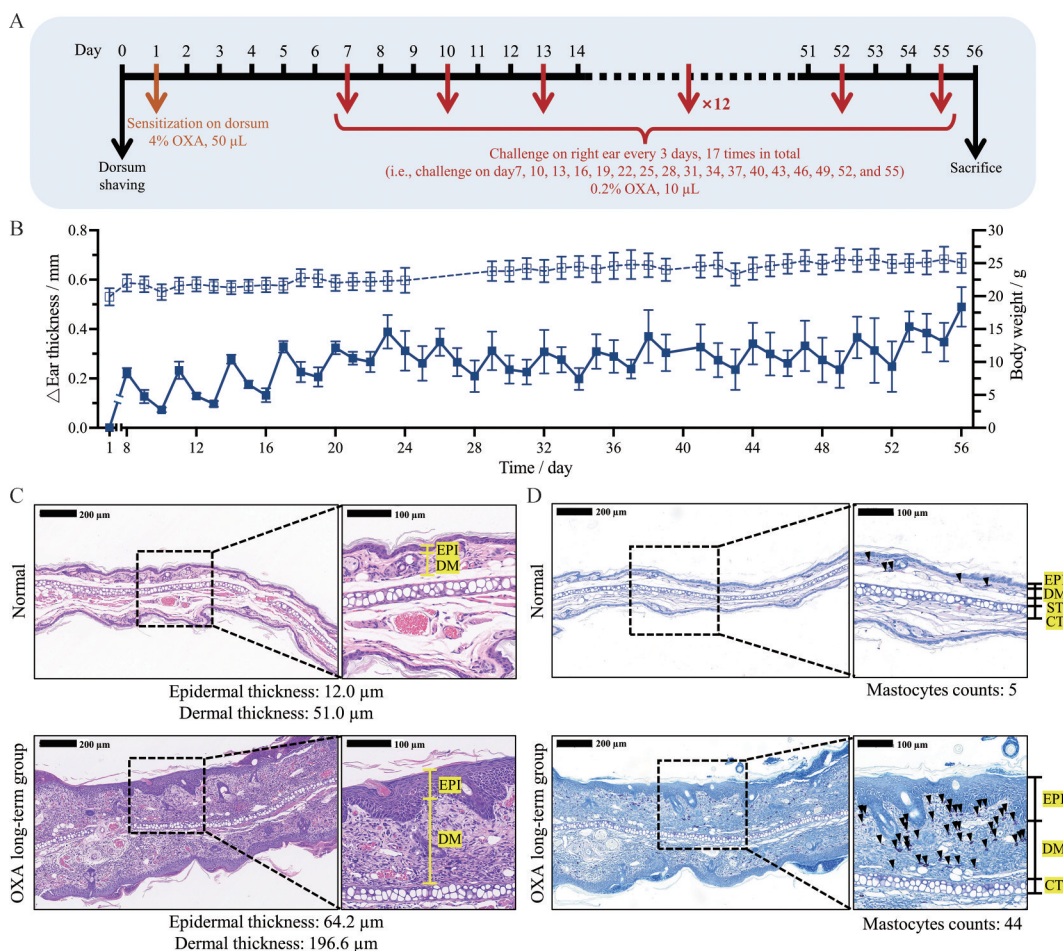 A
Day 0 1 2 3 4 5 6 7 8 9 10 11 12 13 14 51 52 53 54 55 56
×12
Sensitization on dorsum
4% OXA, 50 µL
Dorsum
shaving
Challenge on right ear every 3 days, 17 times in total
(i.e., challenge on day7, 10, 13, 16, 19, 22, 25, 28, 31, 34, 37, 40, 43, 46, 49, 52, and 55)
0.2% OXA, 10 µL
Sacrifice
B
△Ear thickness / mm
0.8
0.6
0.4
0.2
0.0
30
25
20
15
10
5
0
Body weight / g
1 8 12 16 20 24 28 32 36 40 44 48 52 56
Time / day
C
Normal
200 µm
100 µm
EPI
DM
Epidermal thickness: 12.0 µm
Dermal thickness: 51.0 µm
OXA long-term group
200 µm
100 µm
EPI
DM
Epidermal thickness: 64.2 µm
Dermal thickness: 196.6 µm
D
Normal
200 µm
100 µm
EPI
DM
ST
CT
Mastocytes counts: 5
OXA long-term group
200 µm
100 µm
EPI
DM
CT
Mastocytes counts: 44